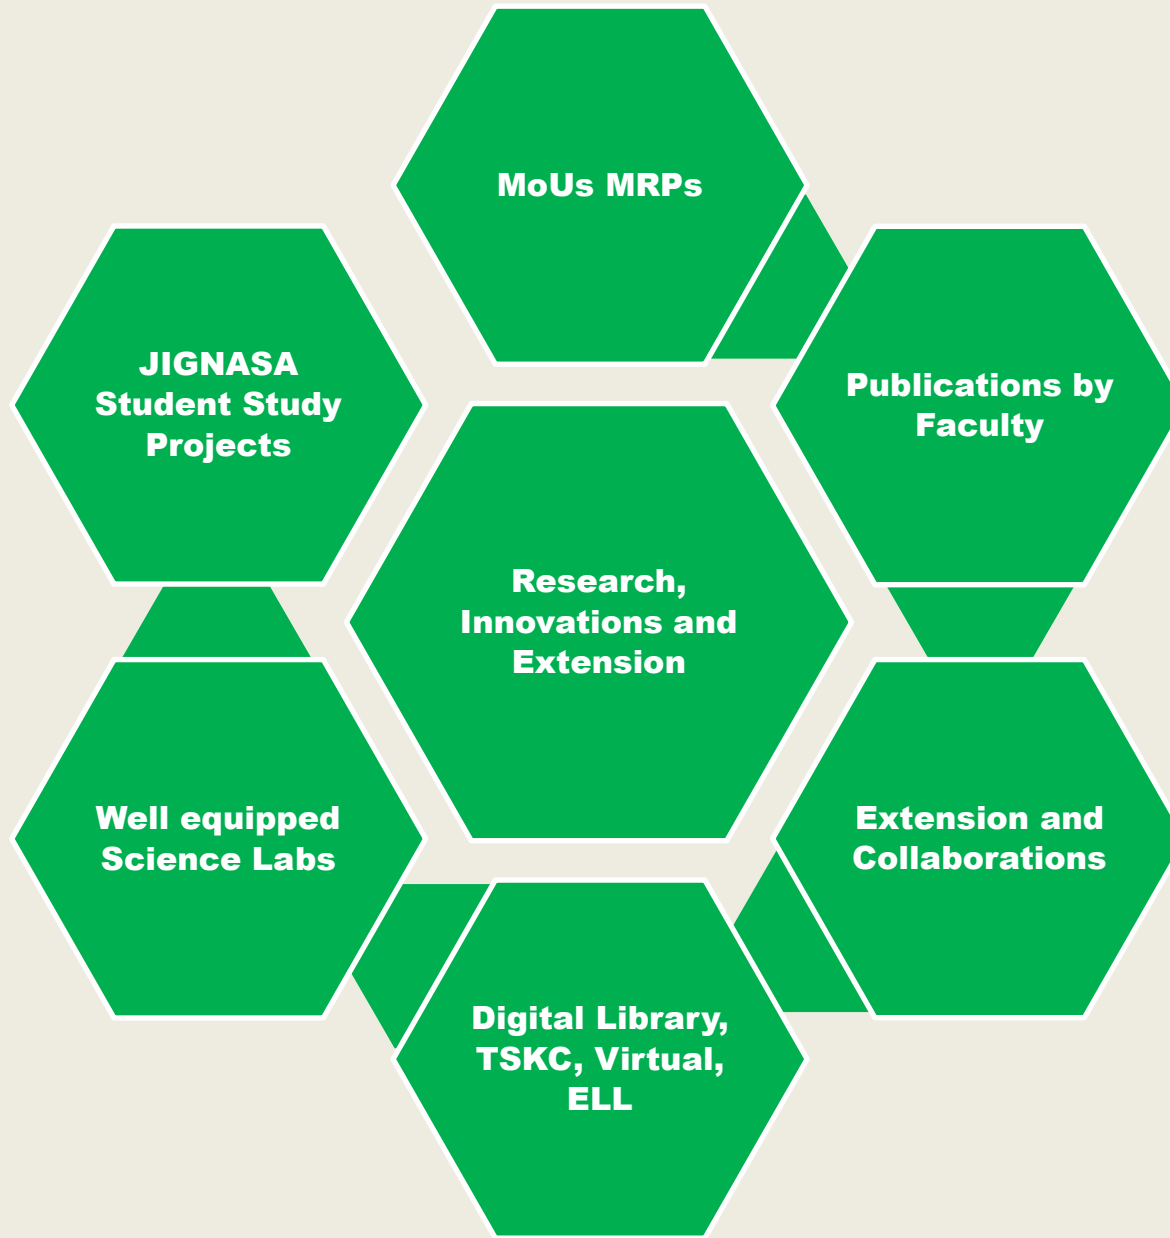 MoUs MRPs
Publications by
Faculty
JIGNASA
Student Study
Projects
Research,
Innovations and
Extension
Well equipped
Science Labs
Extension and
Collaborations
Digital Library,
TSKC, Virtual,
ELL